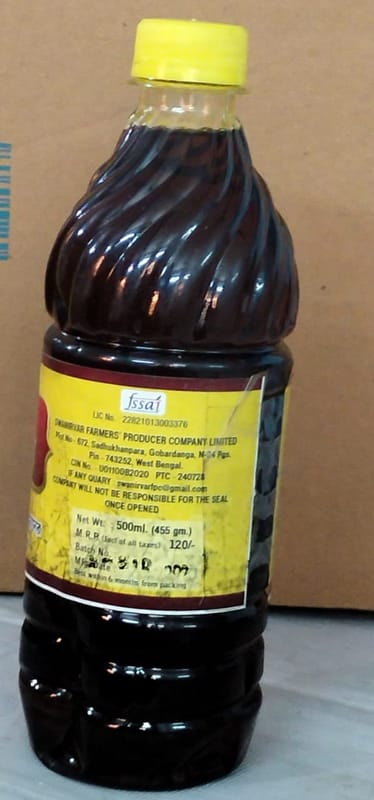 fssai
LIC No. 22821013003376
SWANIRVAR FARMERS' PRODUCER COMPANY LIMITED
Plot No - 672, Sadhukhanpara, Gobardanga, N-24 Pgs.
Pin - 743252, West Bengal.
CIN No. - U01100B2020 PTC - 240728
IF ANY QUARY swanirvarfpo@gmail.com
COMPANY WILL NOT BE RESPONSIBLE FOR THE SEAL
ONCE OPENED
Net Wt: 500ml. (455 gm.)
M.R.P. (Incl of all taxes) 120/-
Batch No.
Best within 6 months from packing